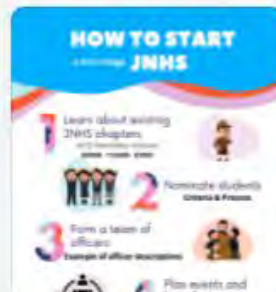 HOW TO START
JNHS
1
Learn about existing
JNHS chapters
2
Nominate students
Criteria & Process
3
Form a team of
officers
Example of officer descriptions
Plan events and